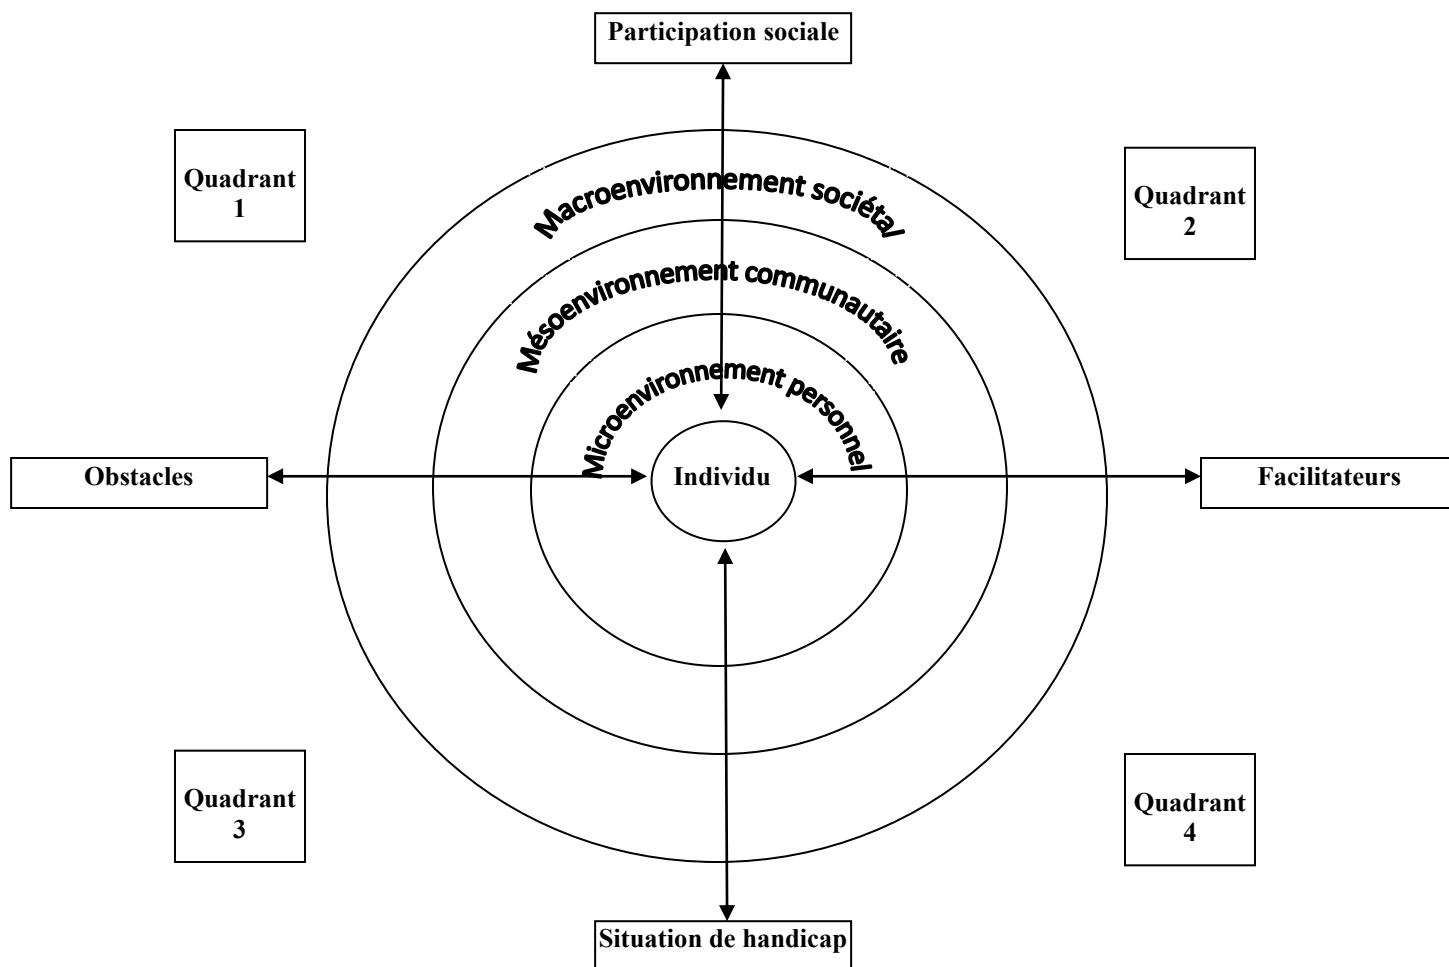 Participation sociale
Quadrant
1
Quadrant
2
Macroenvironnement sociétal
Mésoenvironnement communautaire
Microenvironnement personnel
Obstacles
Individu
Facilitateurs
Quadrant
3
Quadrant
4
Situation de handicap